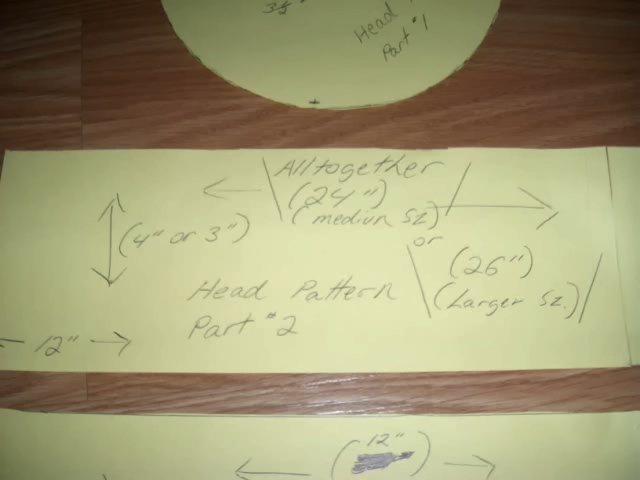 Head
Part #1
Alltogether
(24")
(medium Sz)
or
(4" or 3")
(26")
(Larger Sz.)
Head Pattern
Part #2
12"
(12")